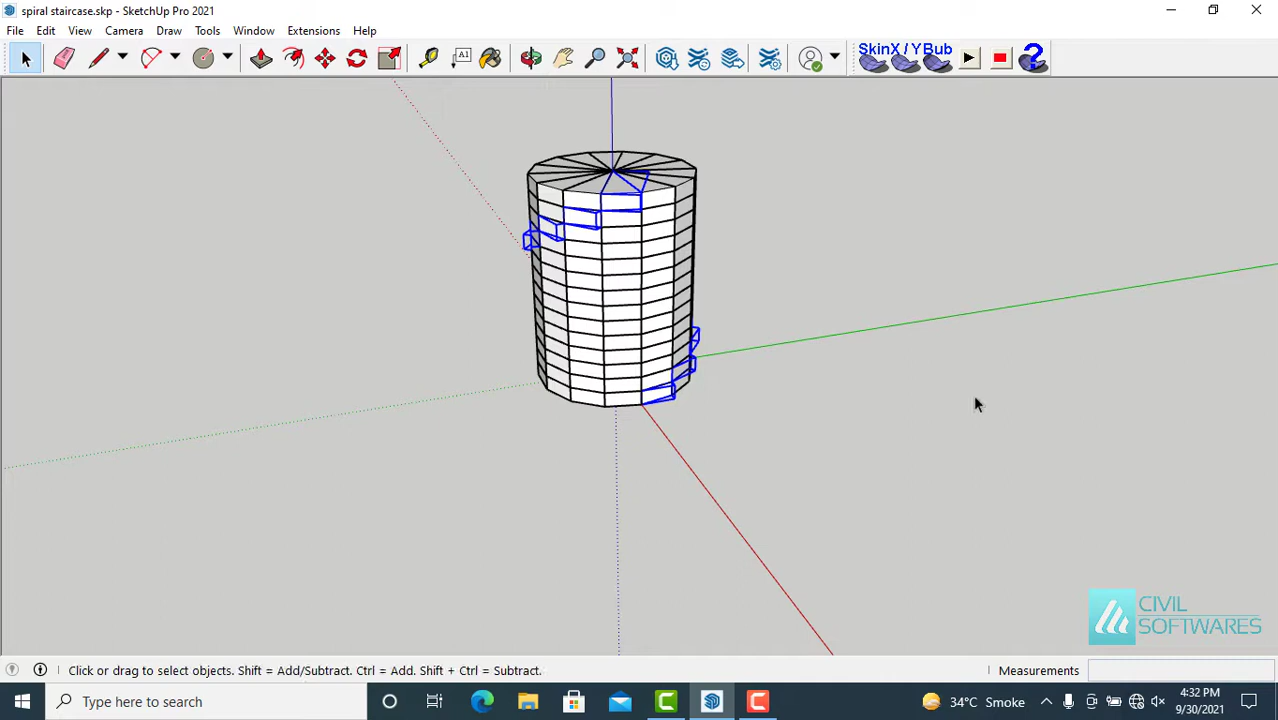 spiral staircase.skp - SketchUp Pro 2021
File Edit View Camera Draw Tools Window Extensions Help
A1
SkinX / YBub
?
CIVIL
SOFTWARES
Click or drag to select objects. Shift = Add/Subtract. Ctrl = Add. Shift + Ctrl = Subtract.
Measurements
Type here to search
34°C Smoke
4:32 PM
9/30/2021